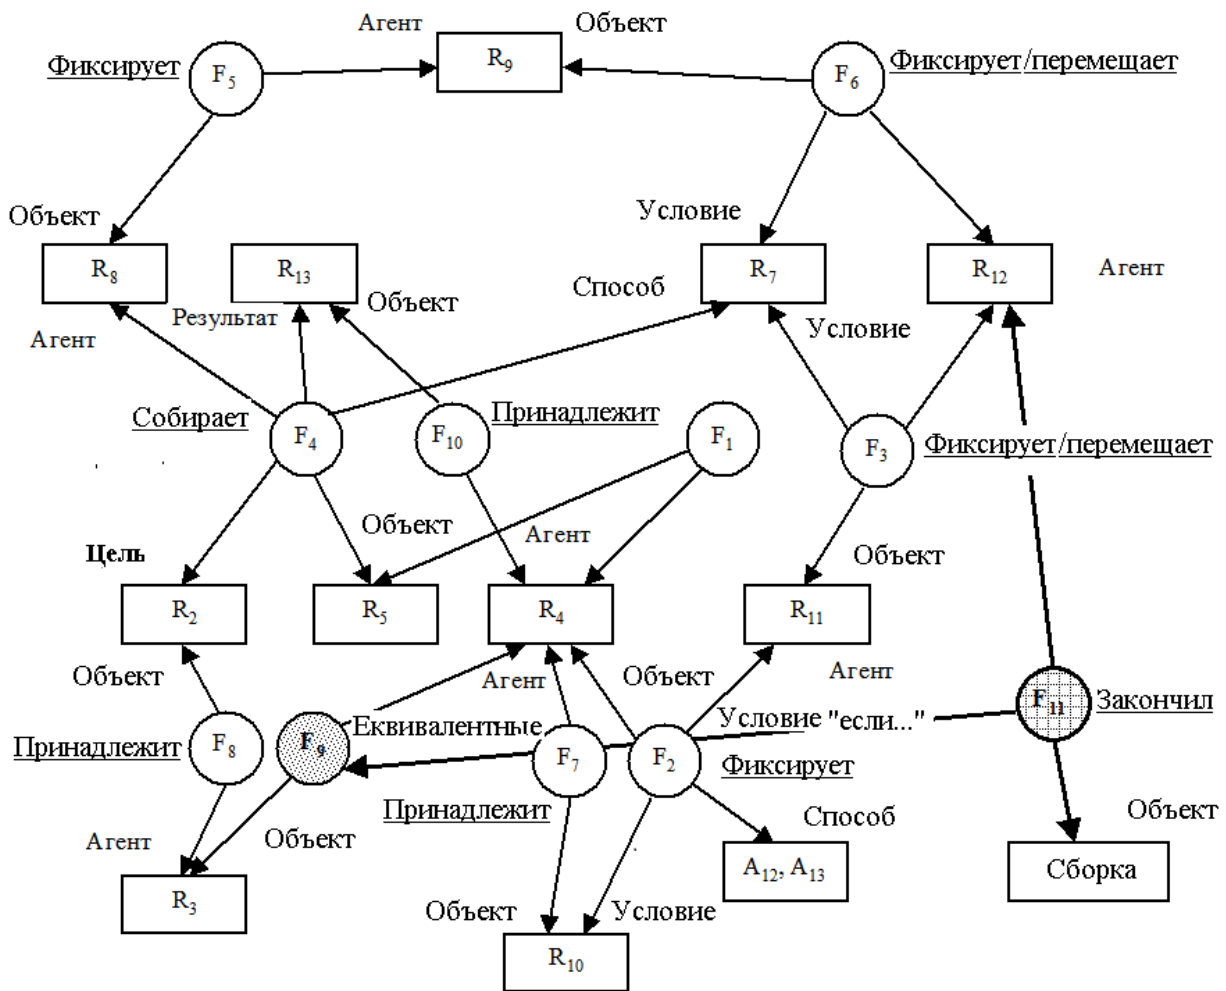 Агент
Объект
Фиксирует
F5
R9
F6
Фиксирует/перемещает
Объект
Условие
R8
R13
R7
R12
Агент
Объект
Способ
Агент
Результат
Условие
Собирает
F4
F10
Принадлежит
F1
F3
Фиксирует/перемещает
Цель
Объект
Агент
Объект
R2
R5
R4
R11
Объект
Агент
Объект
Агент
Принадлежит
F8
F9
Еквивалентные
F7
F2
Условие "если..."
Фиксирует
F11
Закончил
Агент
Объект
Принадлежит
Способ
Объект
R3
A12, A13
Сборка
Объект
Условие
R10